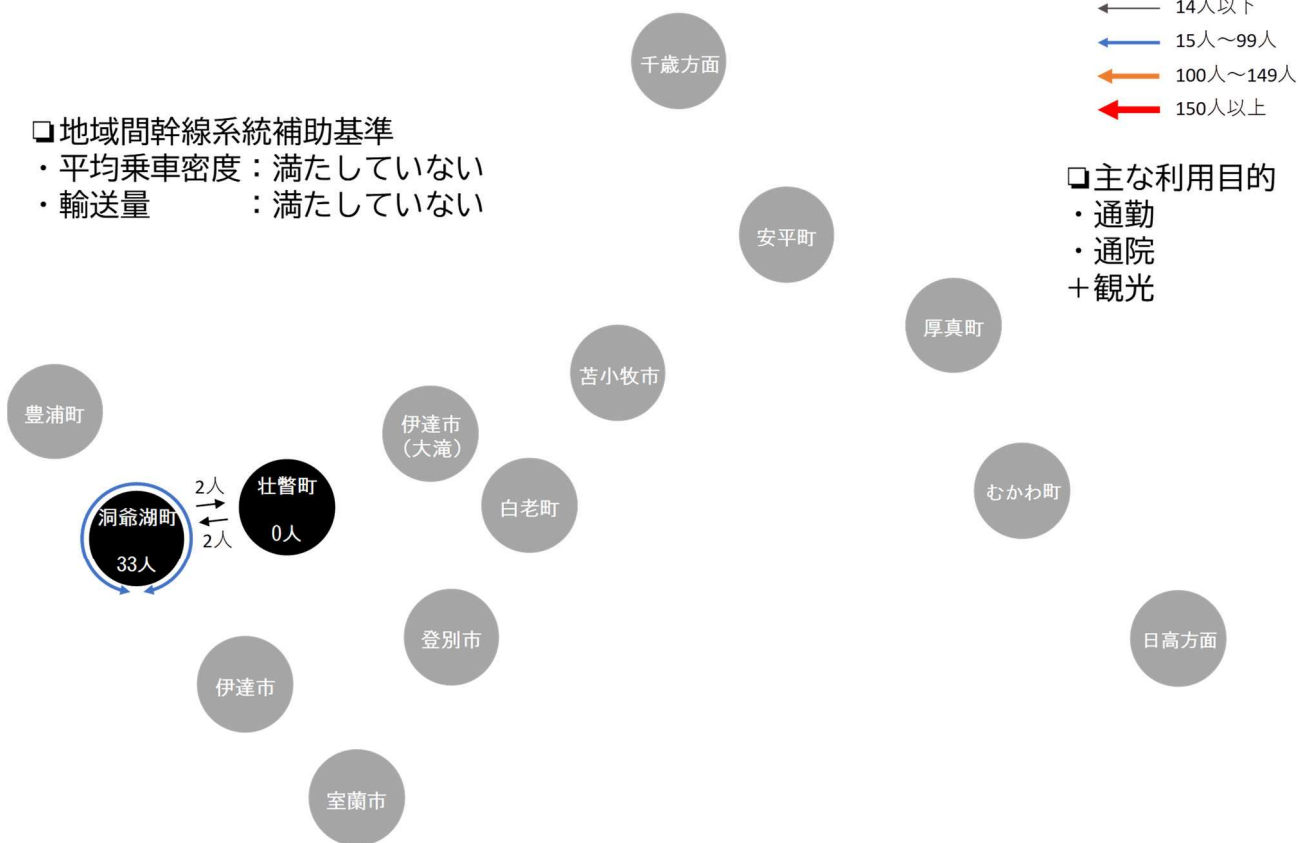 14人以下
15人～99人
100人～149人
150人以上
❏地域間幹線系統補助基準
・平均乗車密度：満たしていない
・輸送量　　　：満たしていない
❏主な利用目的
・通勤
・通院
＋観光
千歳方面
安平町
厚真町
苫小牧市
豊浦町
伊達市
（大滝）
むかわ町
白老町
壮瞥町
0人
2人
2人
洞爺湖町
33人
登別市
日高方面
伊達市
室蘭市